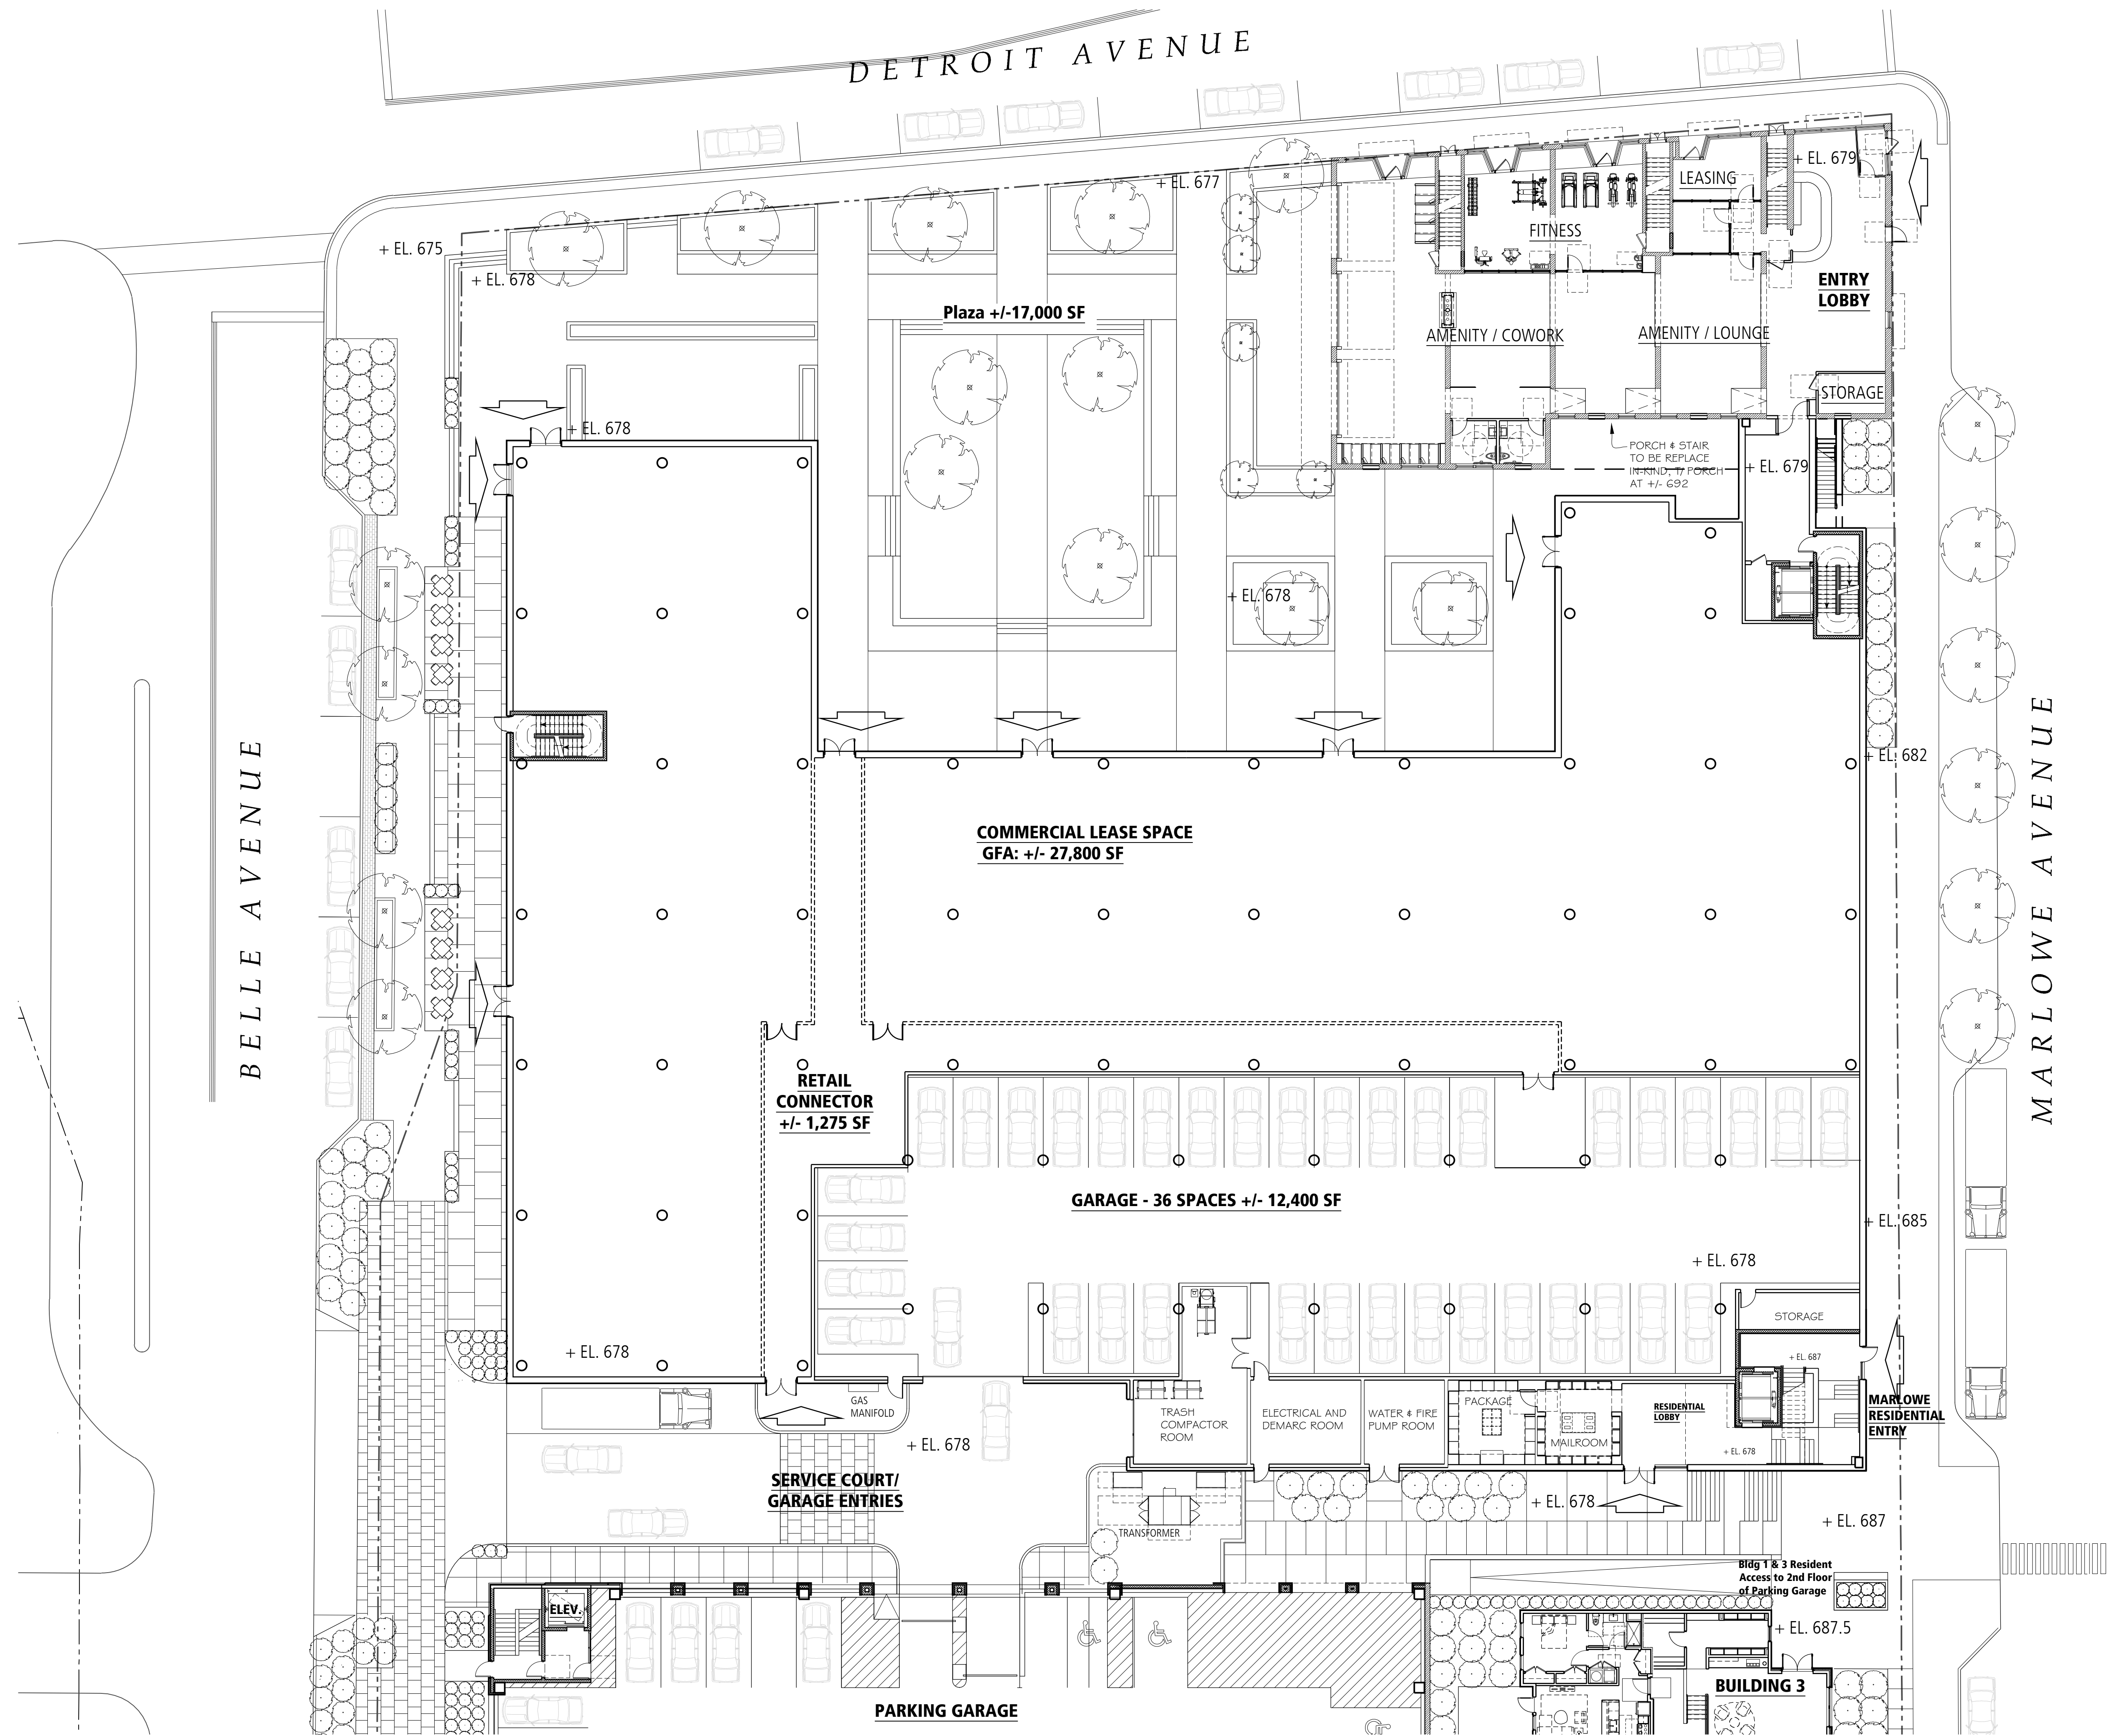 DETROIT AVENUE
+ EL. 679
+ EL. 677
LEASING
FITNESS
+ EL. 675
+ EL. 678
ENTRY
LOBBY
Plaza +/-17,000 SF
AMENITY / COWORK
AMENITY / LOUNGE
STORAGE
+ EL. 678
PORCH & STAIR
TO BE REPLACE
IN-KIND, T/ PORCH
AT +/- 692
+ EL. 679
+ EL. 678
+ EL. 682
BELLE AVENUE
MARLOWE AVENUE
COMMERCIAL LEASE SPACE
GFA: +/- 27,800 SF
RETAIL
CONNECTOR
+/- 1,275 SF
GARAGE - 36 SPACES +/- 12,400 SF
+ EL. 685
+ EL. 678
STORAGE
+ EL. 678
+ EL. 687
GAS
MANIFOLD
TRASH
COMPACTOR
ROOM
ELECTRICAL AND
DEMARC ROOM
WATER & FIRE
PUMP ROOM
PACKAGE
MAILROOM
RESIDENTIAL
LOBBY
+ EL. 678
MARLOWE
RESIDENTIAL
ENTRY
+ EL. 678
SERVICE COURT/
GARAGE ENTRIES
+ EL. 678
TRANSFORMER
+ EL. 687
Bldg 1 & 3 Resident
Access to 2nd Floor
of Parking Garage
ELEV.
+ EL. 687.5
BUILDING 3
PARKING GARAGE